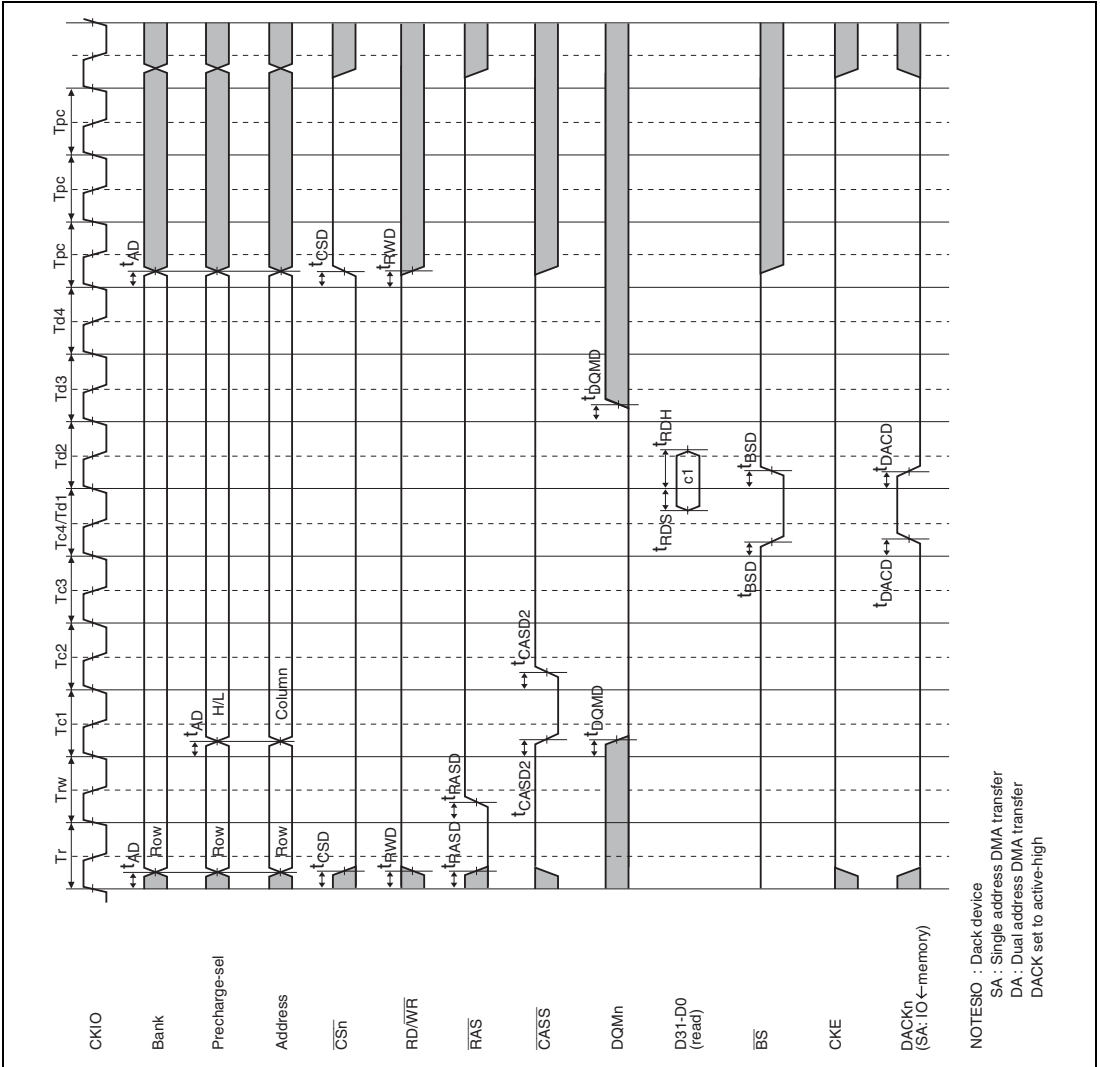 Tr
Trw
Tc1
Tc2
Tc3
Tc4/Td1
Td2
Td3
Td4
Tpc
Tpc
Tpc
CKIO
Bank
tAD
Row
tAD
Precharge-sel
Row
tAD
H/L
Address
Row
Column
CSn
tCSD
tCSD
RD/WR
tRWD
tRWD
RAS
tRASD
tRASD
CASS
tCASD2
tCASD2
DQMn
tDQMD
tDQMD
D31-D0
(read)
tRDS
c1
tRDH
BS
tBSD
tBSD
CKE
DACKn
(SA: IO ←memory)
tDACD
tDACD
NOTESIO : Dack device
SA : Single address DMA transfer
DA : Dual address DMA transfer
DACK set to active-high